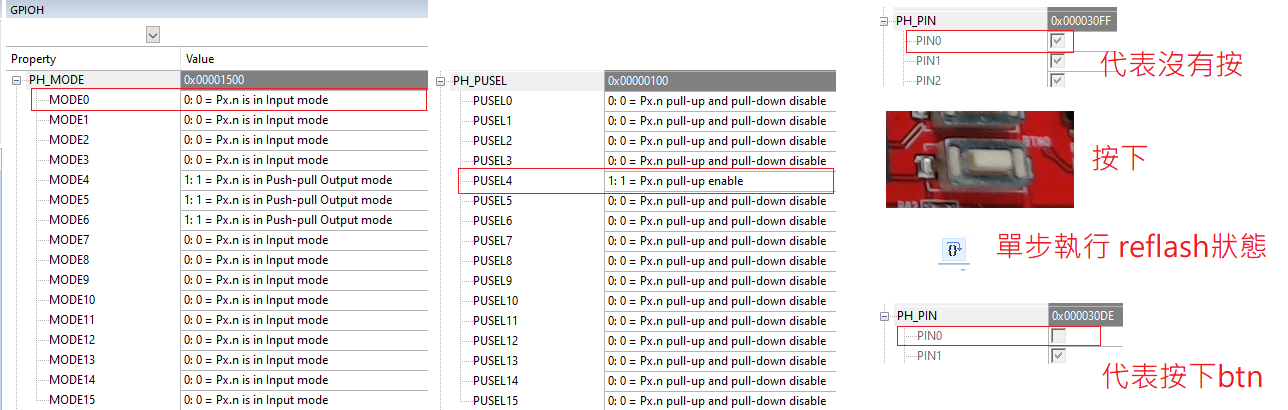 GPIOH
Property Value
PH_MODE 0x00001500
MODE0 0: 0 = Px.n is in Input mode
MODE1 0: 0 = Px.n is in Input mode
MODE2 0: 0 = Px.n is in Input mode
MODE3 0: 0 = Px.n is in Input mode
MODE4 1: 1 = Px.n is in Push-pull Output mode
MODE5 1: 1 = Px.n is in Push-pull Output mode
MODE6 1: 1 = Px.n is in Push-pull Output mode
MODE7 0: 0 = Px.n is in Input mode
MODE8 0: 0 = Px.n is in Input mode
MODE9 0: 0 = Px.n is in Input mode
MODE10 0: 0 = Px.n is in Input mode
MODE11 0: 0 = Px.n is in Input mode
MODE12 0: 0 = Px.n is in Input mode
MODE13 0: 0 = Px.n is in Input mode
MODE14 0: 0 = Px.n is in Input mode
MODE15 0: 0 = Px.n is in Input mode
PH_PUSEL 0x00000100
PUSEL0 0: 0 = Px.n pull-up and pull-down disable
PUSEL1 0: 0 = Px.n pull-up and pull-down disable
PUSEL2 0: 0 = Px.n pull-up and pull-down disable
PUSEL3 0: 0 = Px.n pull-up and pull-down disable
PUSEL4 1: 1 = Px.n pull-up enable
PUSEL5 0: 0 = Px.n pull-up and pull-down disable
PUSEL6 0: 0 = Px.n pull-up and pull-down disable
PUSEL7 0: 0 = Px.n pull-up and pull-down disable
PUSEL8 0: 0 = Px.n pull-up and pull-down disable
PUSEL9 0: 0 = Px.n pull-up and pull-down disable
PUSEL10 0: 0 = Px.n pull-up and pull-down disable
PUSEL11 0: 0 = Px.n pull-up and pull-down disable
PUSEL12 0: 0 = Px.n pull-up and pull-down disable
PUSEL13 0: 0 = Px.n pull-up and pull-down disable
PUSEL14 0: 0 = Px.n pull-up and pull-down disable
PUSEL15 0: 0 = Px.n pull-up and pull-down disable
PH_PIN 0x000030FF
PIN0
PIN1
PIN2
代表沒有按
BTN0
按下
{}
單步執行 reflash狀態
PH_PIN 0x000030DE
PIN0
PIN1
代表按下btn